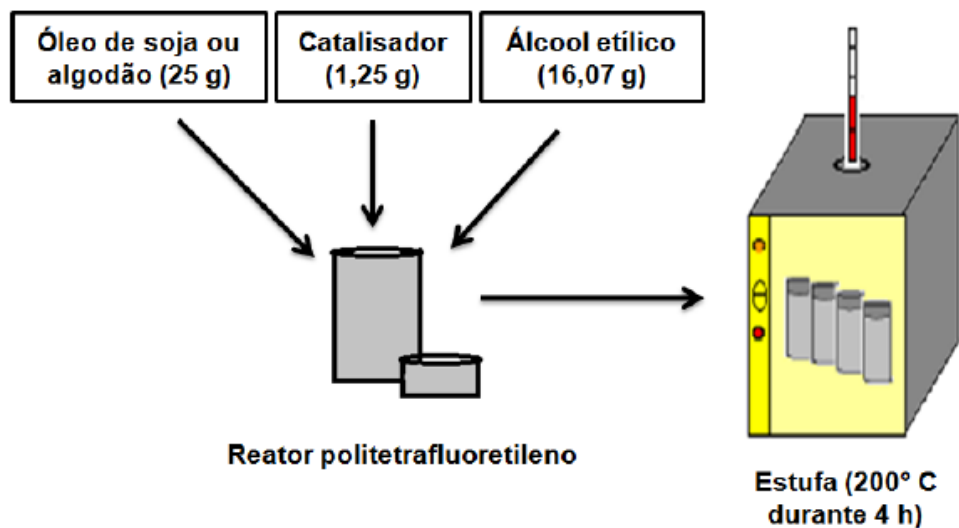 Óleo de soja ou
algodão (25 g)
Catalisador
(1,25 g)
Álcool etílico
(16,07 g)
Reator politetrafluoretileno
Estufa (200º C
durante 4 h)